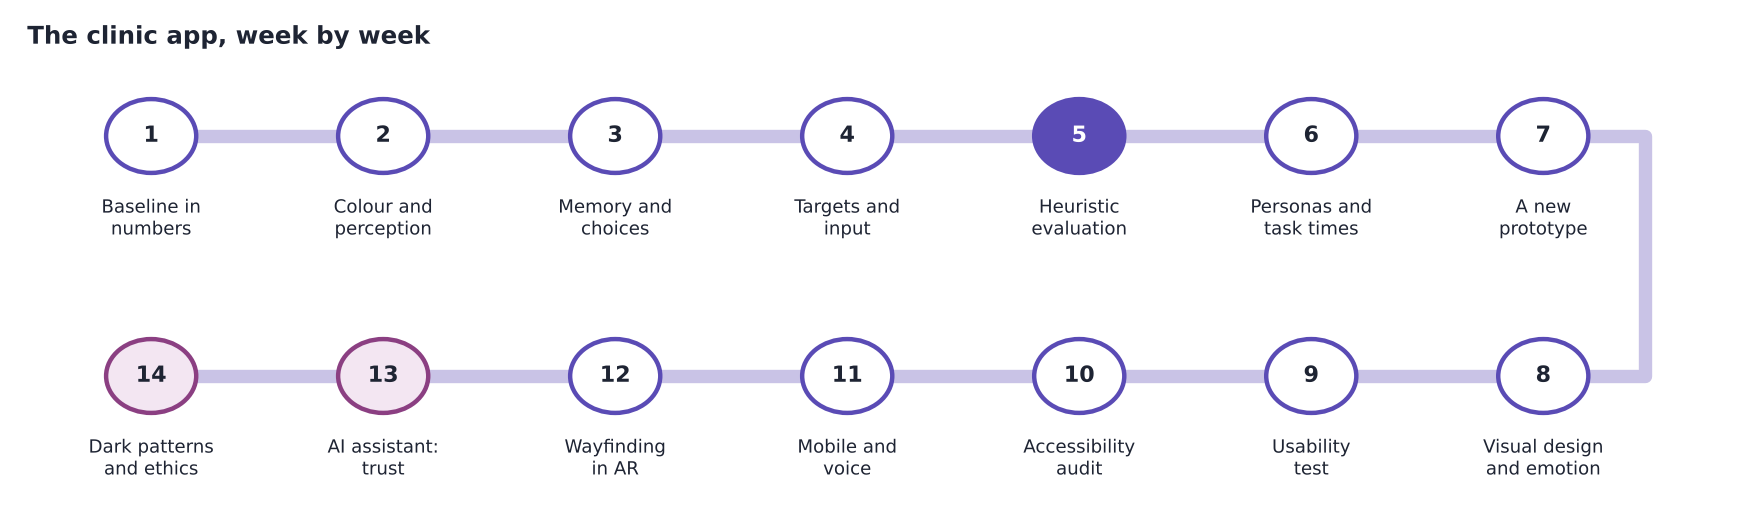 The clinic app, week by week
1
2
3
4
5
6
7
Baseline in
numbers
Colour and
perception
Memory and
choices
Targets and
input
Heuristic
evaluation
Personas and
task times
A new
prototype
14
13
12
11
10
9
8
Dark patterns
and ethics
AI assistant:
trust
Wayfinding
in AR
Mobile and
voice
Accessibility
audit
Usability
test
Visual design
and emotion